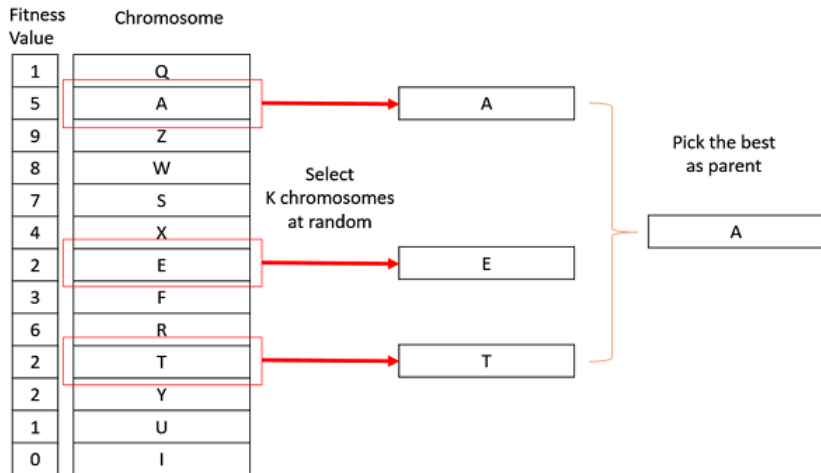 Fitness Value Chromosome
1 Q
5 A
9 Z
8 W
7 S
4 X
2 E
3 F
6 R
2 T
2 Y
1 U
0 I
Select
K chromosomes
at random
A
E
T
Pick the best
as parent
A